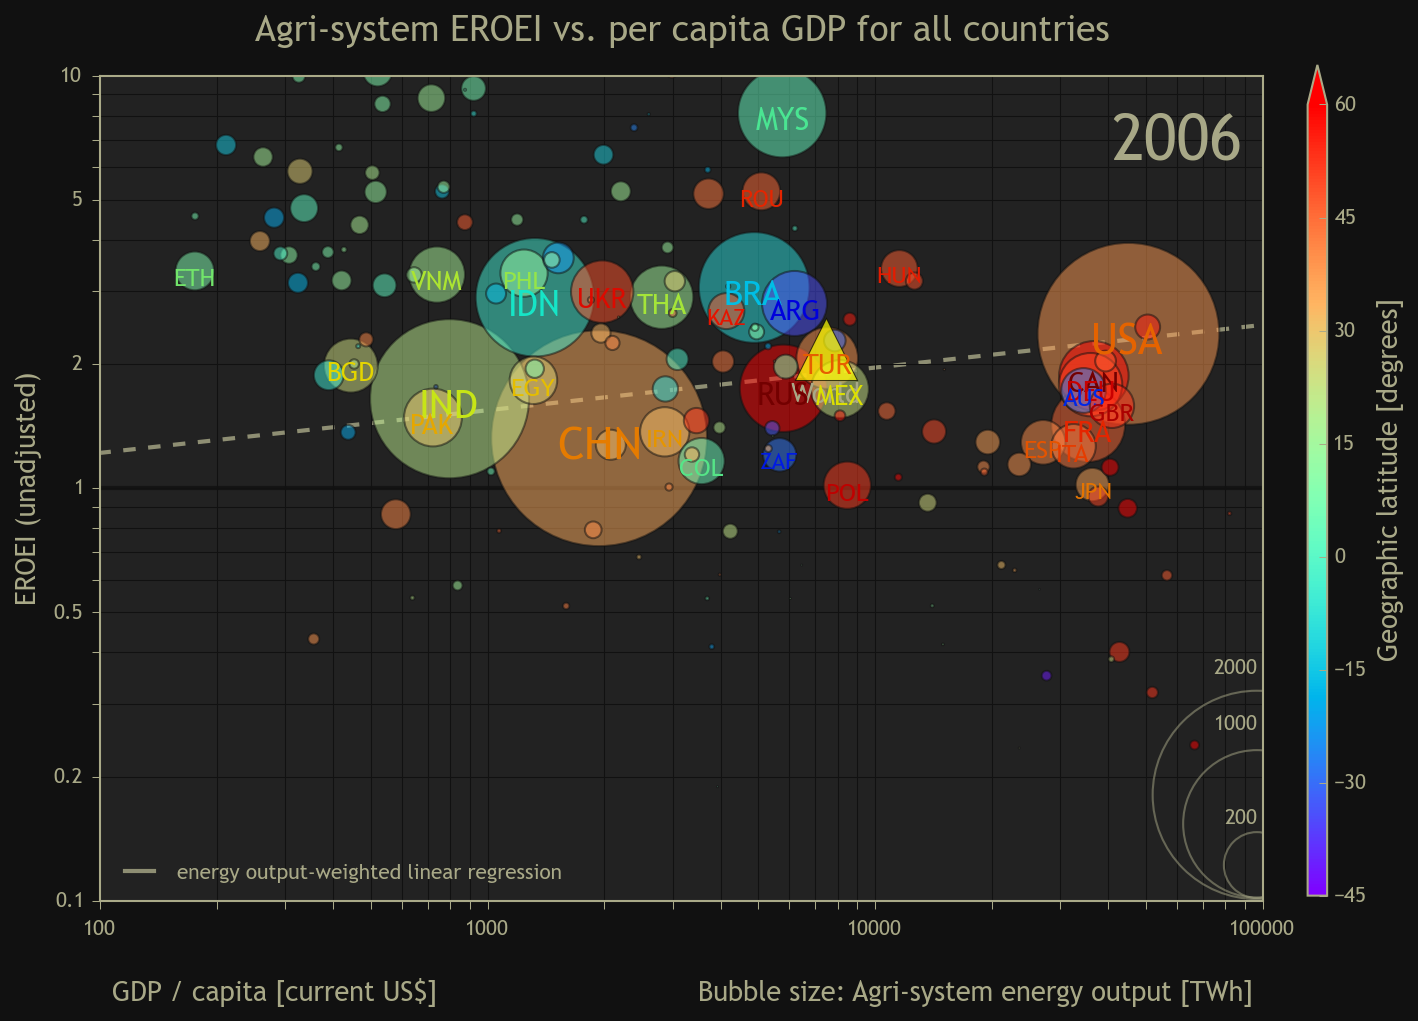 Agri-system EROEI vs. per capita GDP for all countries
2006
10
5
2
1
0.5
0.2
0.1
EROEI (unadjusted)
MYS
ROU
ETH
VNM
PHL
IDN
UKR
THA
KAZ
BRA
ARG
HUN
USA
BGD
IND
PAK
EGY
CHN
IRN
COL
ZAF
POL
TUR
MEX
CAN
AUS
GBR
FRA
ESP
ITA
JPN
2000
1000
200
energy output-weighted linear regression
100
1000
10000
100000
GDP / capita [current US$]
Bubble size: Agri-system energy output [TWh]
60
45
30
15
0
−15
−30
−45
Geographic latitude [degrees]